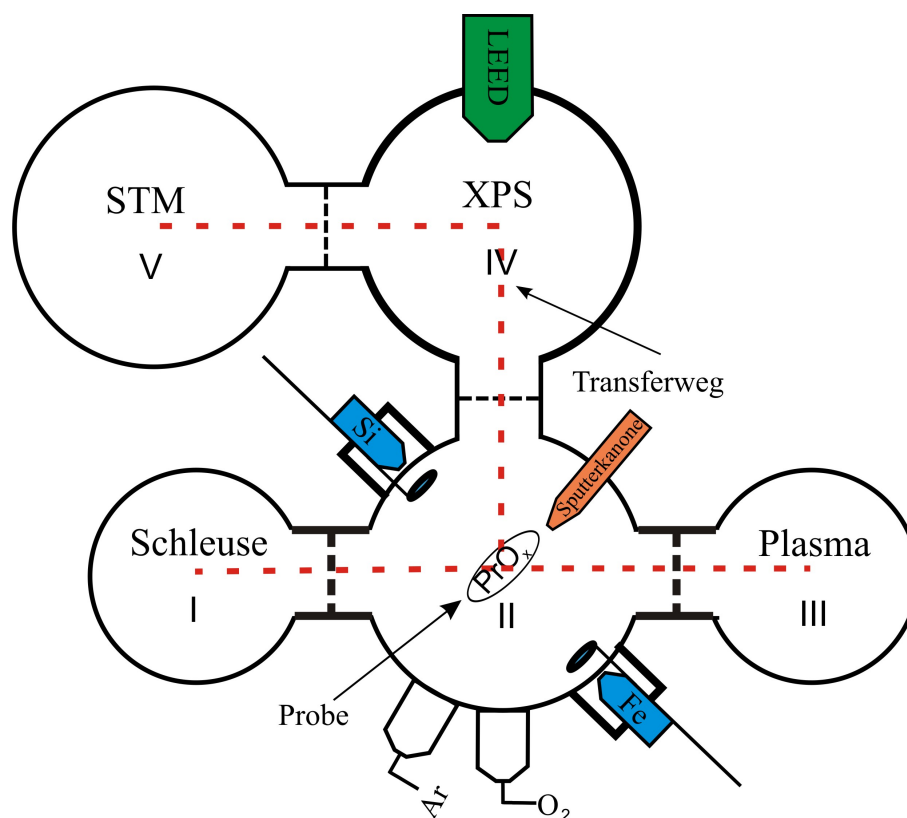 LEED
STM
XPS
V
IV
Transferweg
Si
Sputterkanone
Schleuse
PrOₓ
Plasma
I
II
III
Probe
Fe
Ar
O₂